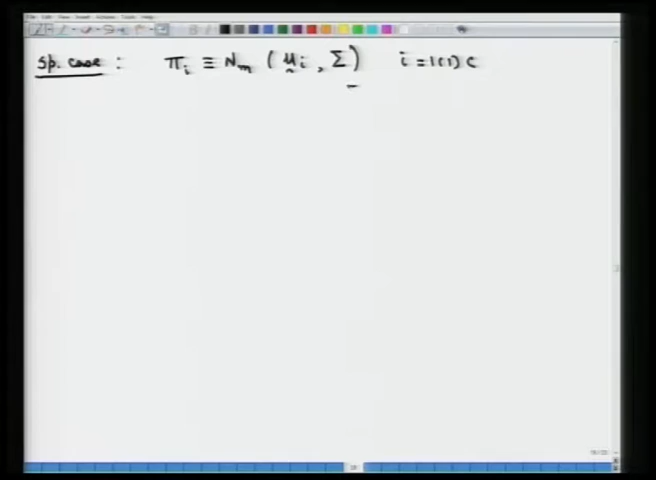 Sp. case : π_i ≡ N_m ( μ_i , Σ ) i = 1(1) c